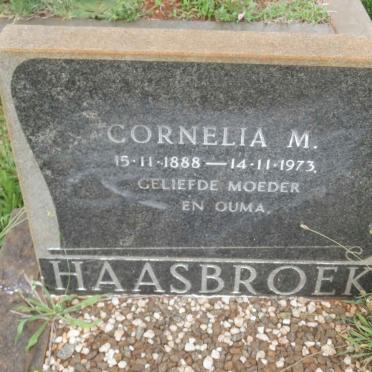 CORNELIA M.
15·11·1888 — 14·11·1973.
GELIEFDE MOEDER
EN OUMA.
HAASBROEK